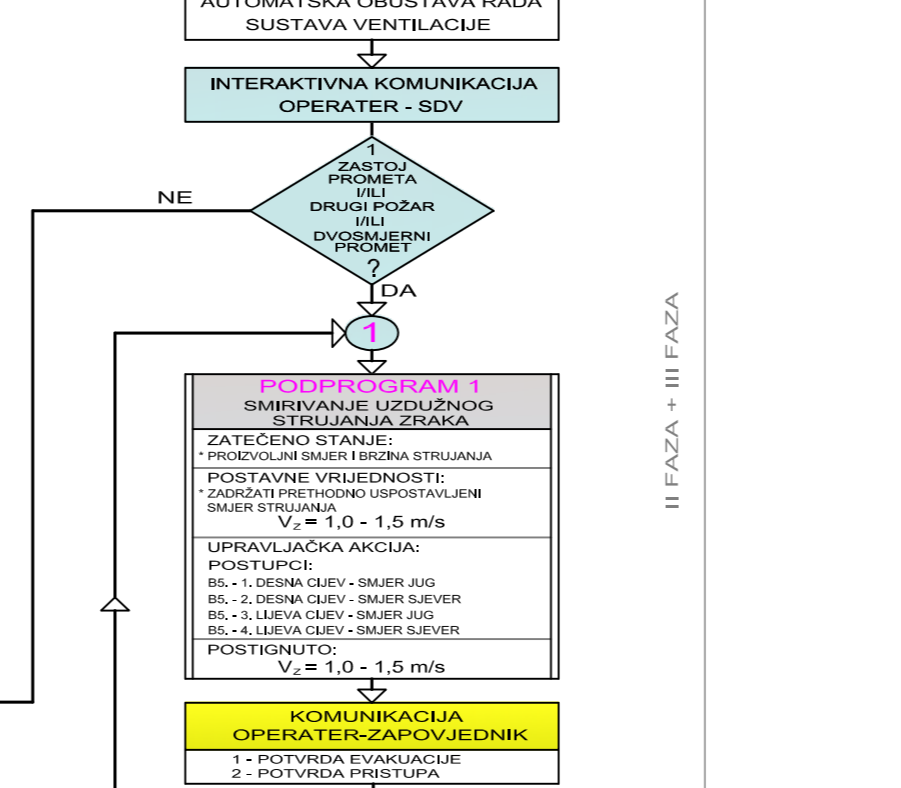 AUTOMATSKA OBUSTAVA RADA
SUSTAVA VENTILACIJE
INTERAKTIVNA KOMUNIKACIJA
OPERATER - SDV
1
ZASTOJ
PROMETA
I/ILI
DRUGI POŽAR
I/ILI
DVOSMJERNI
PROMET
?
NE
DA
1
PODPROGRAM 1
SMIRIVANJE UZDUŽNOG
STRUJANJA ZRAKA
ZATEČENO STANJE:
* PROIZVOLJNI SMJER I BRZINA STRUJANJA
POSTAVNE VRIJEDNOSTI:
* ZADRŽATI PRETHODNO USPOSTAVLJENI
SMJER STRUJANJA
Vz = 1,0 - 1,5 m/s
UPRAVLJAČKA AKCIJA:
POSTUPCI:
B5. - 1. DESNA CIJEV - SMJER JUG
B5. - 2. DESNA CIJEV - SMJER SJEVER
B5. - 3. LIJEVA CIJEV - SMJER JUG
B5. - 4. LIJEVA CIJEV - SMJER SJEVER
POSTIGNUTO:
Vz = 1,0 - 1,5 m/s
KOMUNIKACIJA
OPERATER-ZAPOVJEDNIK
1 - POTVRDA EVAKUACIJE
2 - POTVRDA PRISTUPA
II FAZA + III FAZA